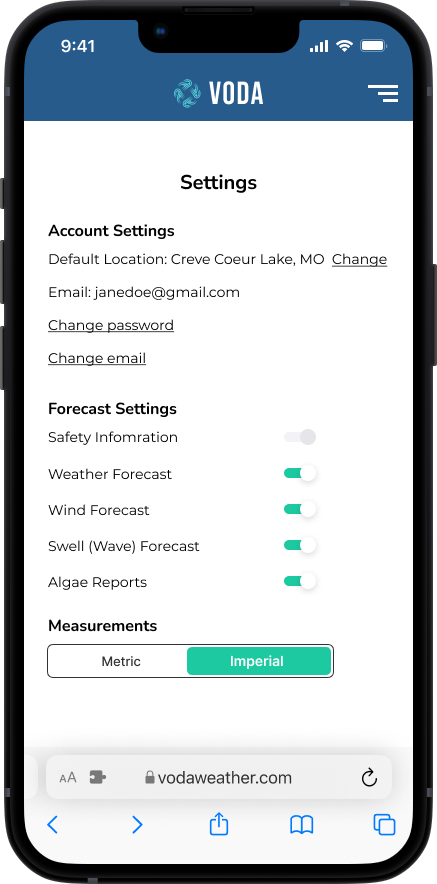 9:41
VODA
Settings
Account Settings
Default Location: Creve Coeur Lake, MO Change
Email: janedoe@gmail.com
Change password
Change email
Forecast Settings
Safety Infomration
Weather Forecast
Wind Forecast
Swell (Wave) Forecast
Algae Reports
Measurements
Metric Imperial
AA vodaweather.com